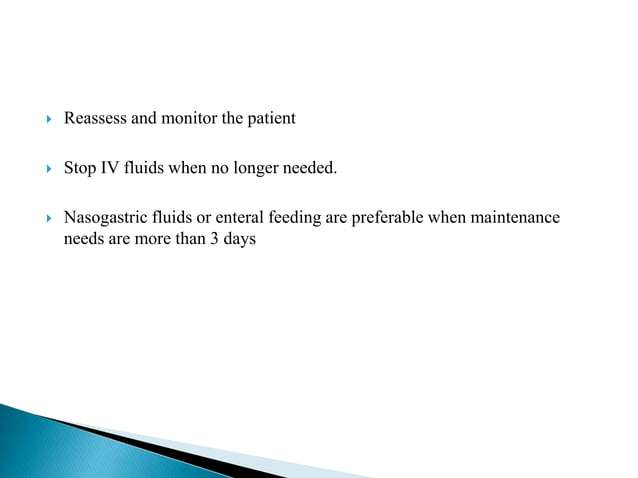 Reassess and monitor the patient
Stop IV fluids when no longer needed.
Nasogastric fluids or enteral feeding are preferable when maintenance
needs are more than 3 days